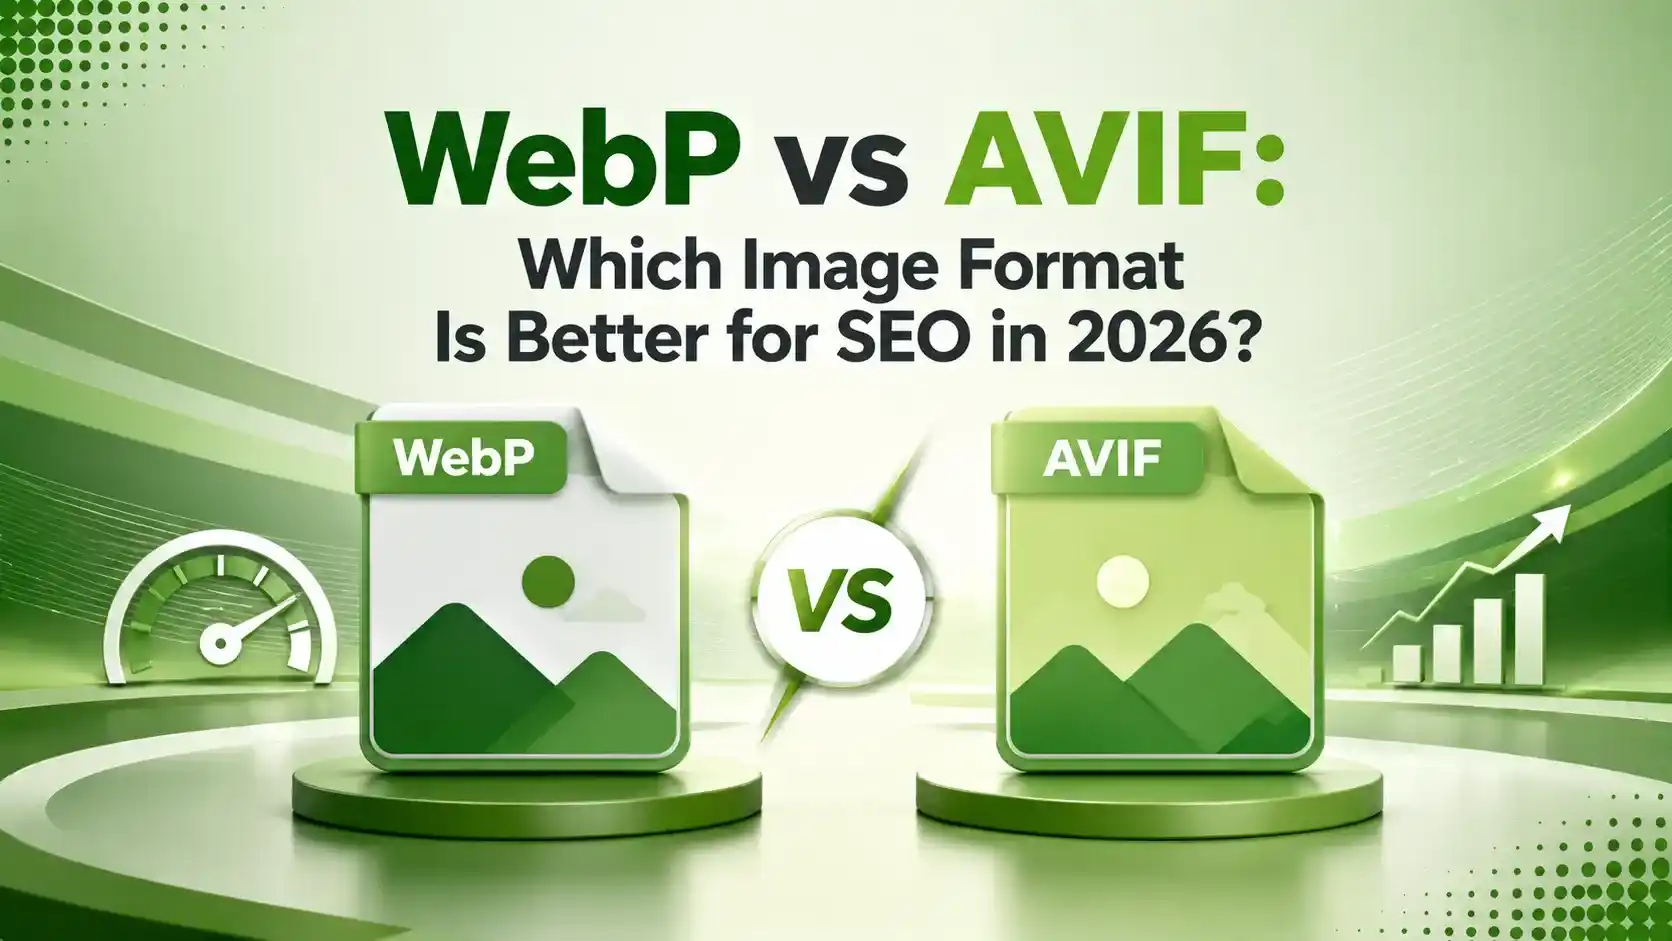 WebP vs AVIF:
Which Image Format
Is Better for SEO in 2026?
WebP
AVIF
VS